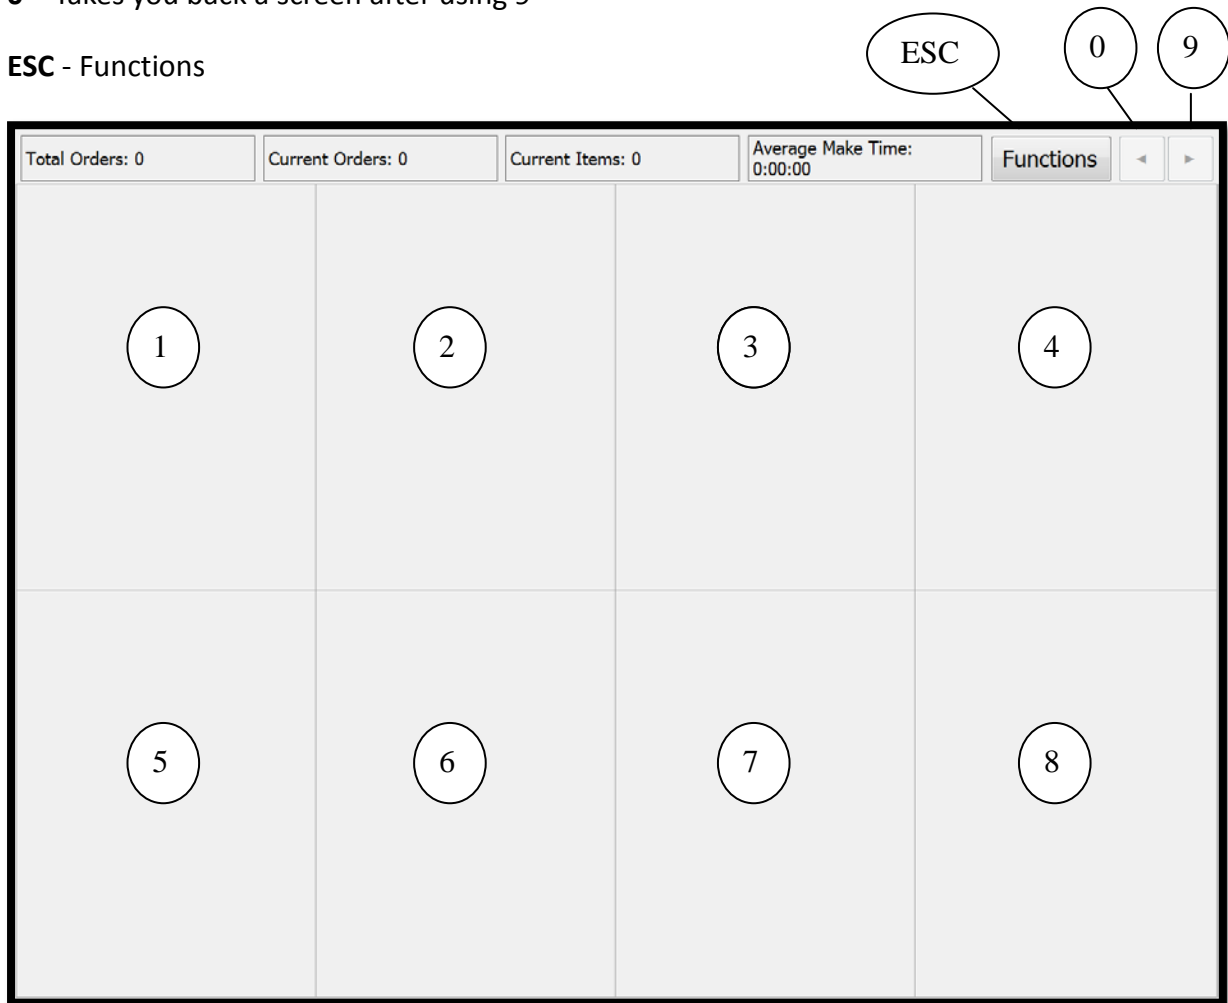 Takes you back a screen after using 9
ESC - Functions
ESC 0 9
Total Orders: 0 Current Orders: 0 Current Items: 0 Average Make Time: Functions ◄ ►
0:00:00
1 2 3 4
5 6 7 8